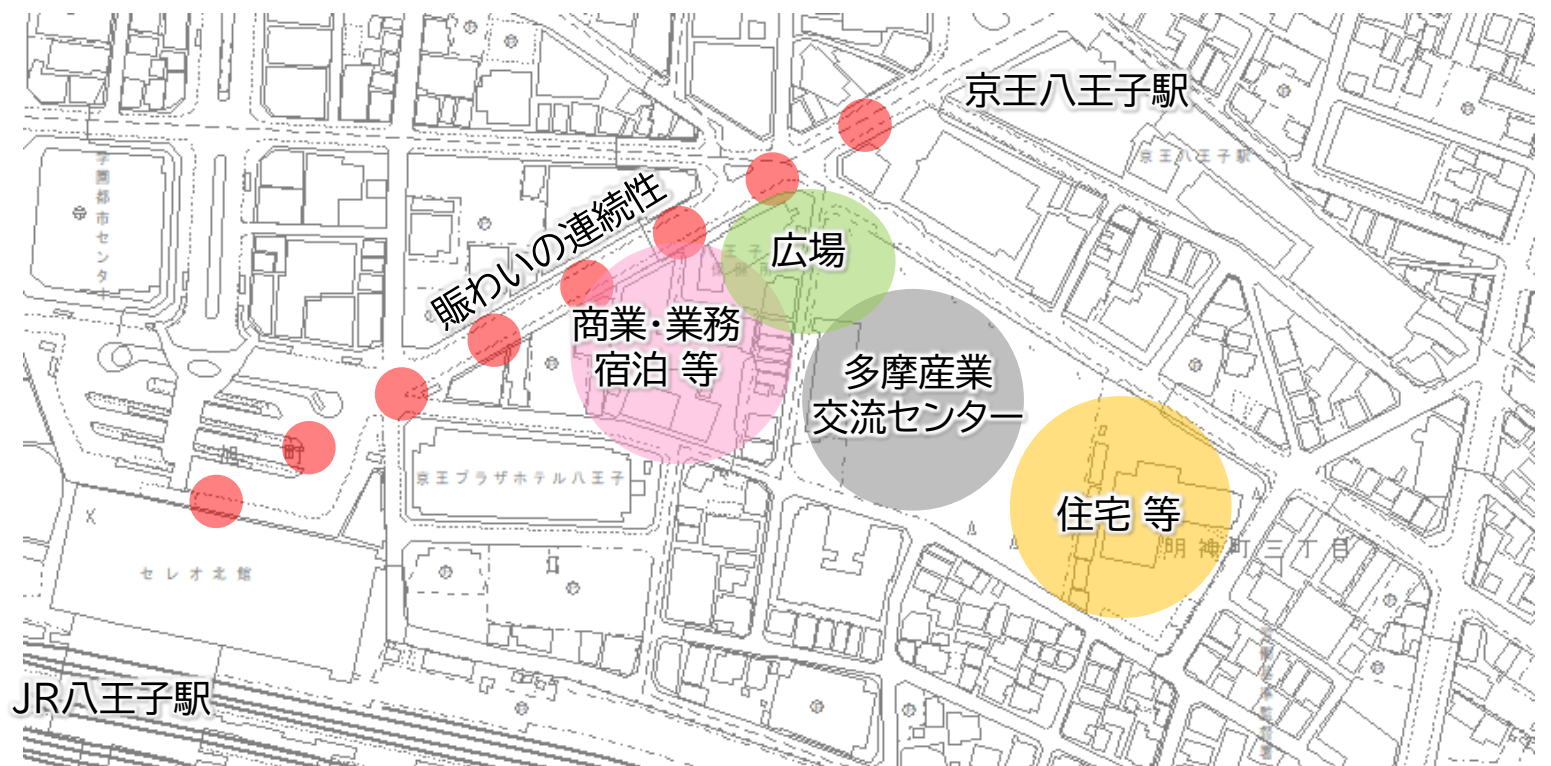 京王八王子駅
京王八王子駅
学園都市センター
賑わいの連続性
広場
商業・業務
宿泊 等
多摩産業
交流センター
旭町
京王プラザホテル八王子
住宅 等
明神町三丁目
セレオ北館
JR八王子駅